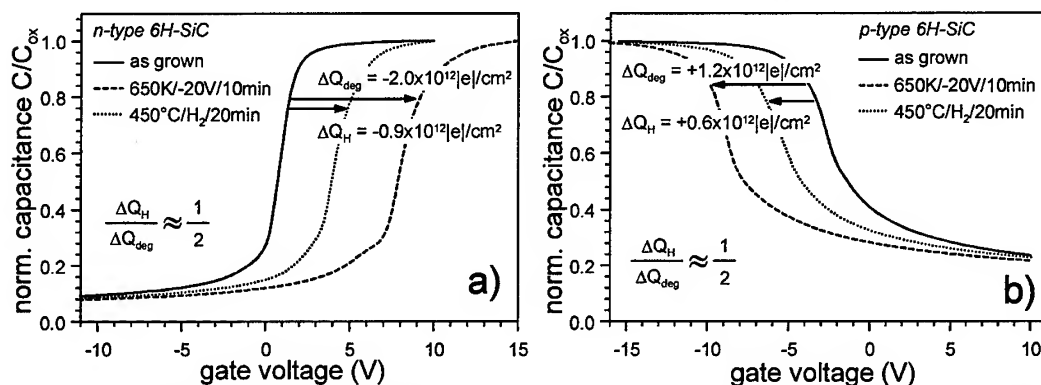 n-type 6H-SiC
as grown
650K/-20V/10min
450°C/H₂/20min
ΔQ_deg = -2.0x10¹²|e|/cm²
ΔQ_H = -0.9x10¹²|e|/cm²
ΔQ_H/ΔQ_deg ≈ 1/2
a)
norm. capacitance C/C_ox
1.0
0.8
0.6
0.4
0.2
0.0
-10 -5 0 5 10 15
gate voltage (V)
p-type 6H-SiC
as grown
650K/-20V/10min
450°C/H₂/20min
ΔQ_deg = +1.2x10¹²|e|/cm²
ΔQ_H = +0.6x10¹²|e|/cm²
ΔQ_H/ΔQ_deg ≈ 1/2
b)
norm. capacitance C/C_ox
1.0
0.8
0.6
0.4
0.2
0.0
-15 -10 -5 0 5 10
gate voltage (V)